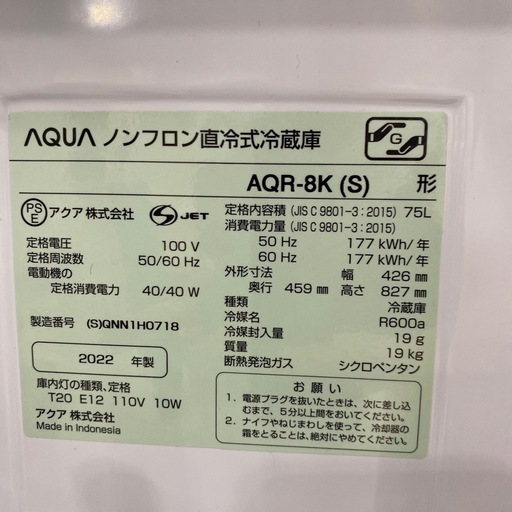 AQUA ノンフロン直冷式冷蔵庫
G
AQR-8K (S) 形
PSE アクア 株式会社 S JET
定格電圧 100 V
定格周波数 50/60 Hz
電動機の
定格消費電力 40/40 W
製造番号 (S)QNN1H0718
2022 年製
庫内灯の種類、定格
T20 E12 110V 10W
アクア 株式会社
Made in Indonesia
定格内容積 (JIS C 9801-3 : 2015) 75L
消費電力量 (JIS C 9801-3 : 2015)
50 Hz 177 kWh/年
60 Hz 177 kWh/年
外形寸法 幅 426 mm
奥行 459 mm 高さ 827 mm
種類 冷蔵庫
冷媒名 R600a
冷媒封入量 19 g
質量 19 kg
断熱発泡ガス シクロペンタン
お 願 い
1. 電源プラグを抜いたときは、次に差し込
むまで、5分以上間をおいてください。
2. ナイフやねじまわしを使って、冷却器の
霜をとることは、絶対にやめてください。